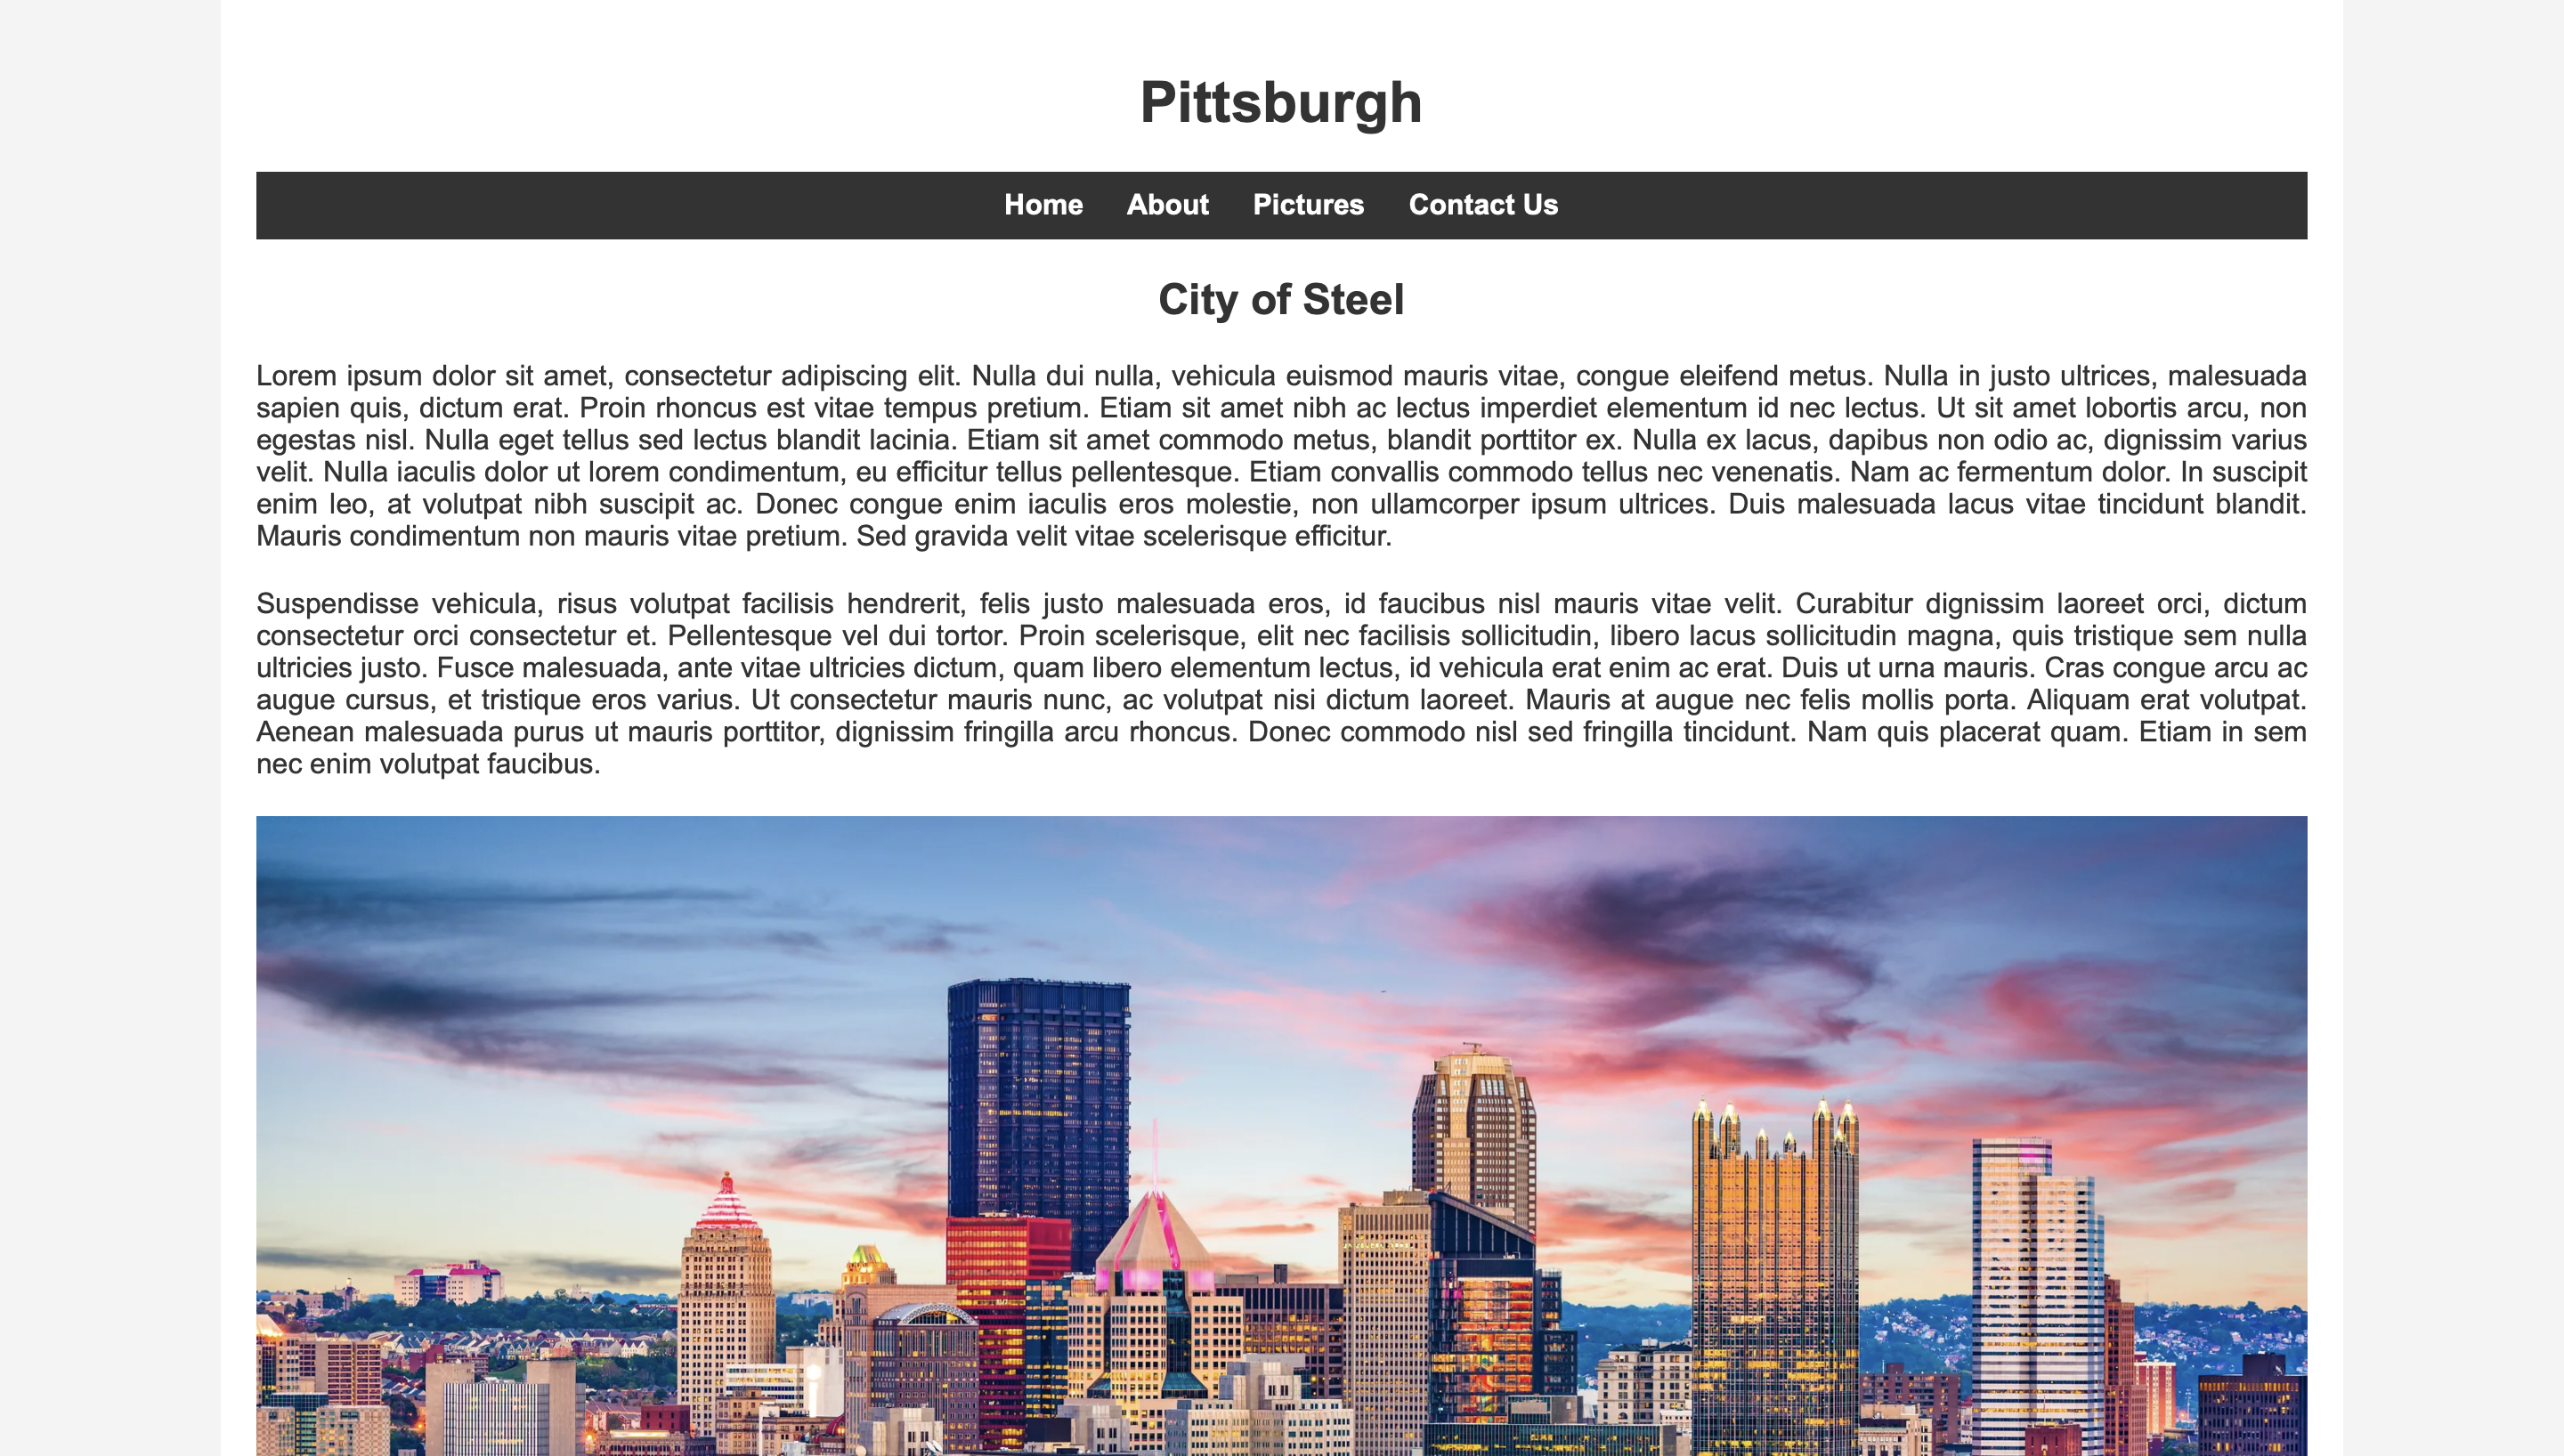 Pittsburgh
Home About Pictures Contact Us
City of Steel
Lorem ipsum dolor sit amet, consectetur adipiscing elit. Nulla dui nulla, vehicula euismod mauris vitae, congue eleifend metus. Nulla in justo ultrices, malesuada
sapien quis, dictum erat. Proin rhoncus est vitae tempus pretium. Etiam sit amet nibh ac lectus imperdiet elementum id nec lectus. Ut sit amet lobortis arcu, non
egestas nisl. Nulla eget tellus sed lectus blandit lacinia. Etiam sit amet commodo metus, blandit porttitor ex. Nulla ex lacus, dapibus non odio ac, dignissim varius
velit. Nulla iaculis dolor ut lorem condimentum, eu efficitur tellus pellentesque. Etiam convallis commodo tellus nec venenatis. Nam ac fermentum dolor. In suscipit
enim leo, at volutpat nibh suscipit ac. Donec congue enim iaculis eros molestie, non ullamcorper ipsum ultrices. Duis malesuada lacus vitae tincidunt blandit.
Mauris condimentum non mauris vitae pretium. Sed gravida velit vitae scelerisque efficitur.
Suspendisse vehicula, risus volutpat facilisis hendrerit, felis justo malesuada eros, id faucibus nisl mauris vitae velit. Curabitur dignissim laoreet orci, dictum
consectetur orci consectetur et. Pellentesque vel dui tortor. Proin scelerisque, elit nec facilisis sollicitudin, libero lacus sollicitudin magna, quis tristique sem nulla
ultricies justo. Fusce malesuada, ante vitae ultricies dictum, quam libero elementum lectus, id vehicula erat enim ac erat. Duis ut urna mauris. Cras congue arcu ac
augue cursus, et tristique eros varius. Ut consectetur mauris nunc, ac volutpat nisi dictum laoreet. Mauris at augue nec felis mollis porta. Aliquam erat volutpat.
Aenean malesuada purus ut mauris porttitor, dignissim fringilla arcu rhoncus. Donec commodo nisl sed fringilla tincidunt. Nam quis placerat quam. Etiam in sem
nec enim volutpat faucibus.